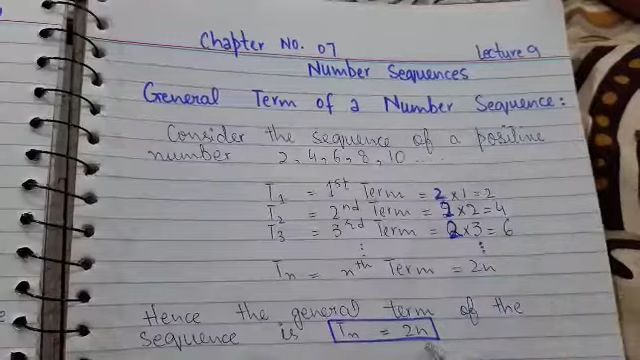 Chapter No. 07
Lecture 9
Number Sequences
General Term of a Number Sequence:
Consider the sequence of a positive
number 2, 4, 6, 8, 10 ....
T₁ = 1st Term = 2×1=2
T₂ = 2nd Term = 2×2=4
T₃ = 3rd Term = 2×3=6
⋮ ⋮
Tn = nth Term = 2n
Hence the general term of the
sequence is Tn = 2n